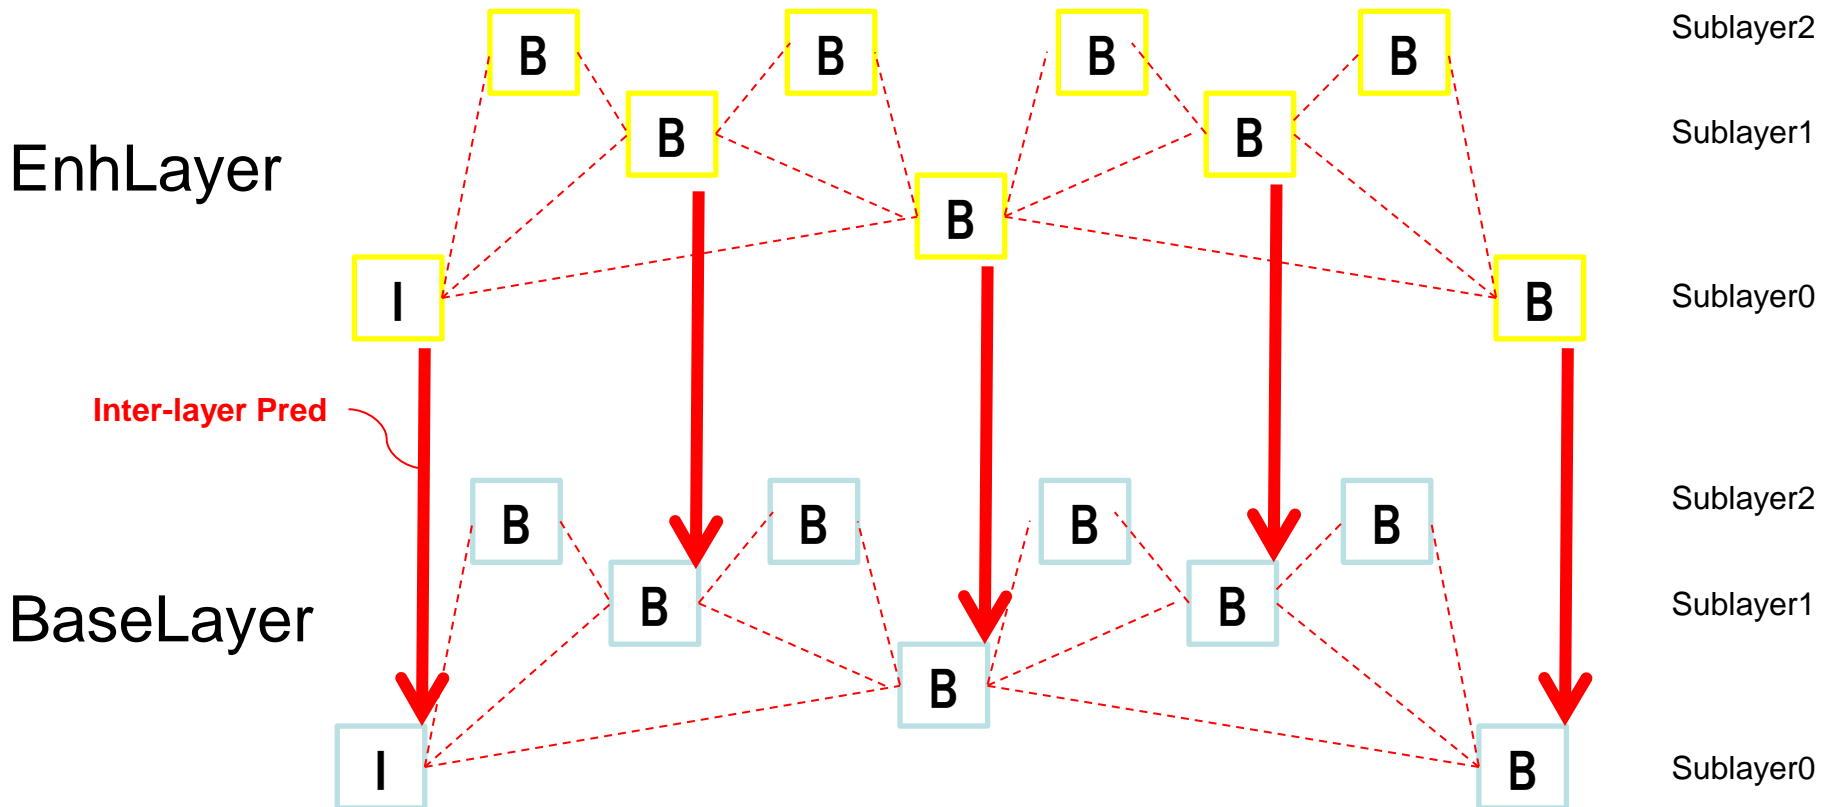 B B B B Sublayer2
B B Sublayer1
EnhLayer
B
I B Sublayer0
Inter-layer Pred
B B B B Sublayer2
B B Sublayer1
BaseLayer
B
I B Sublayer0